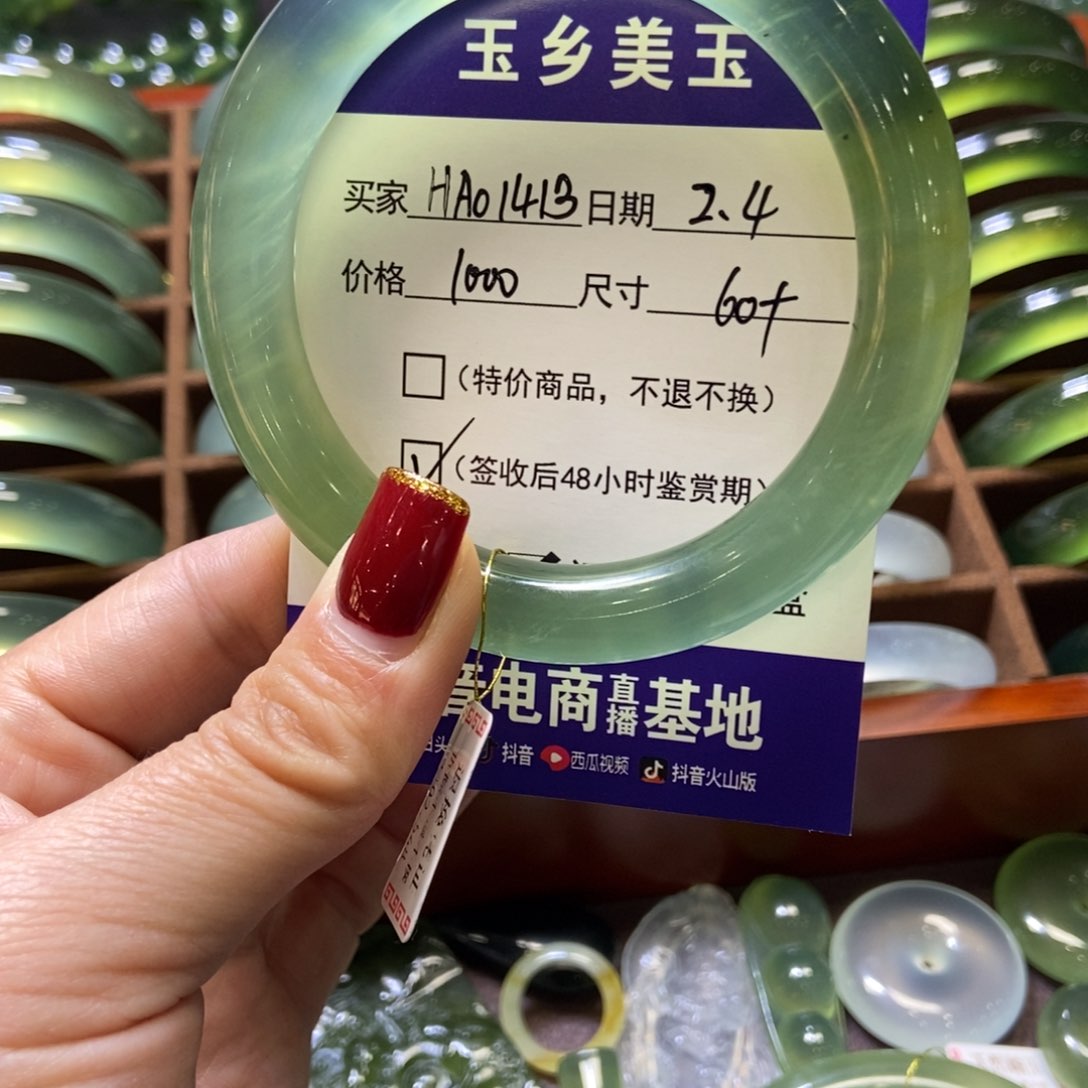 玉乡美玉
买家 HAo1413 日期 2.4
价格 1000 尺寸 60+
（特价商品，不退不换）
（签收后48小时鉴赏期）
音电商直播基地
抖音 西瓜视频 抖音火山版